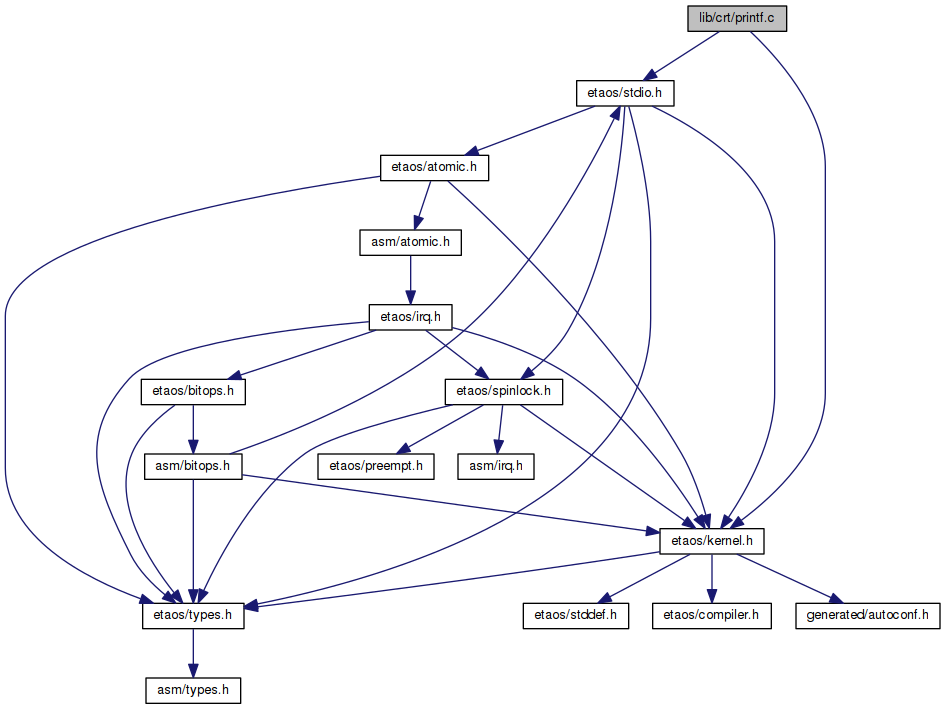 lib/crt/printf.c
etaos/stdio.h
etaos/atomic.h
asm/atomic.h
etaos/irq.h
etaos/bitops.h
etaos/spinlock.h
asm/bitops.h
etaos/preempt.h
asm/irq.h
etaos/kernel.h
etaos/types.h
etaos/stddef.h
etaos/compiler.h
generated/autoconf.h
asm/types.h